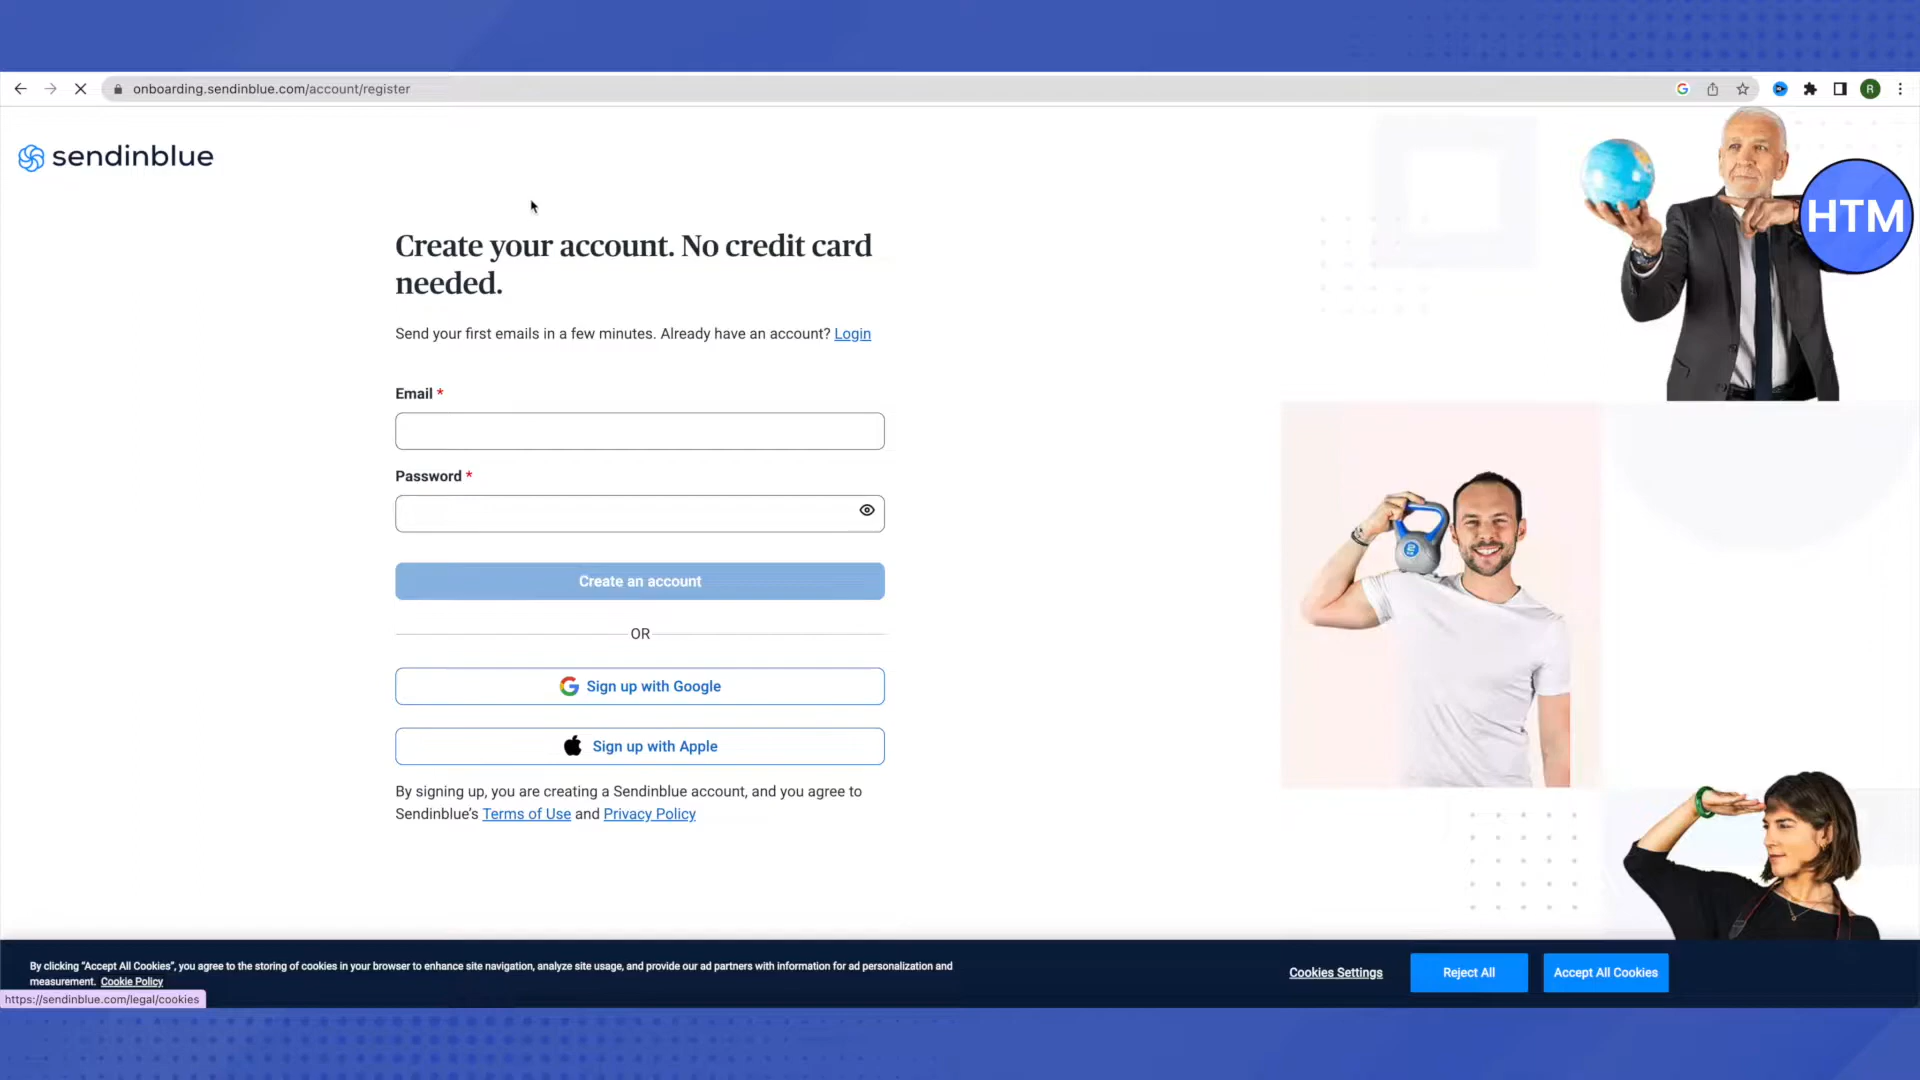 onboarding.sendinblue.com/account/register
R
sendinblue
HTM
Create your account. No credit card
needed.
Send your first emails in a few minutes. Already have an account? Login
Email *
Password *
Create an account
OR
Sign up with Google
Sign up with Apple
By signing up, you are creating a Sendinblue account, and you agree to
Sendinblue’s Terms of Use and Privacy Policy
By clicking “Accept All Cookies”, you agree to the storing of cookies in your browser to enhance site navigation, analyze site usage, and provide our ad partners with information for ad personalization and
measurement. Cookie Policy
Cookies Settings
Reject All
Accept All Cookies
https://sendinblue.com/legal/cookies